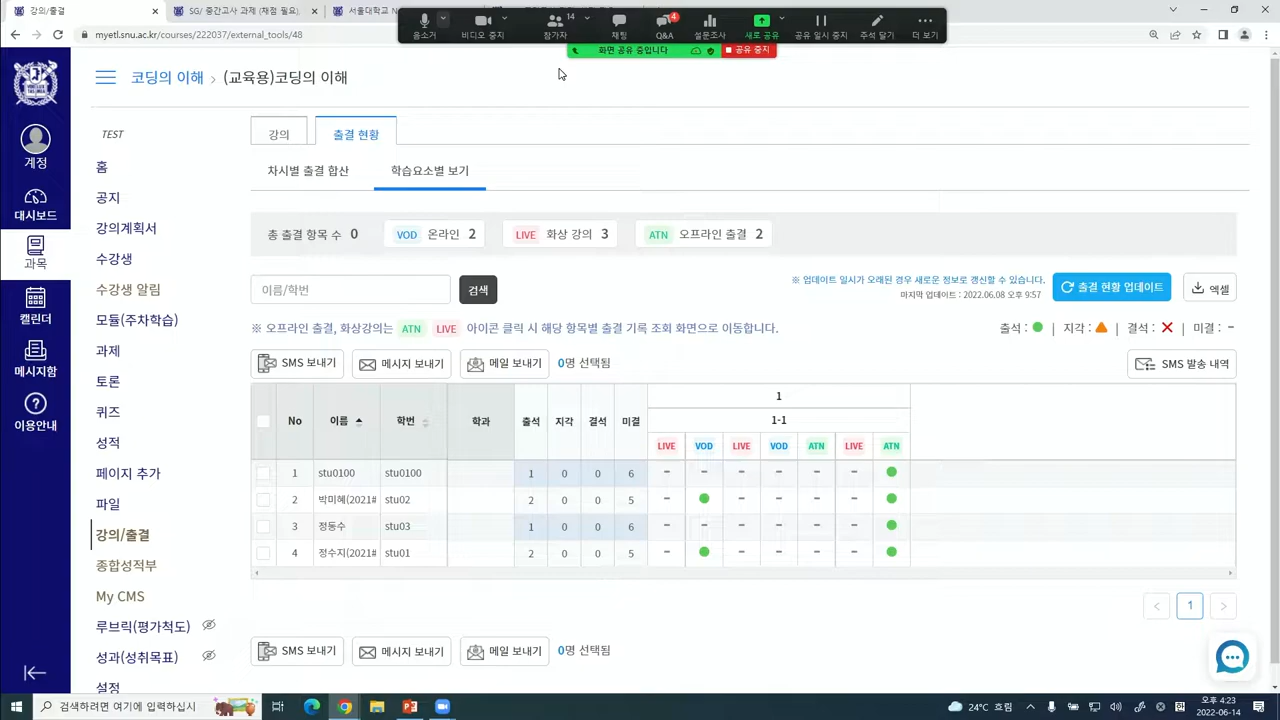 강의/출결
SG/ 중간고사 과제 (채점 필요).
서울대학교
myetl.snu.ac.kr/courses/222037/external_tools/48
음소거
비디오 중지
14
참가자
채팅
4
Q&A
설문조사
새로 공유
공유 일시 중지
주석 달기
더 보기
화면 공유 중입니다
공유 중지
코딩의 이해 › (교육용)코딩의 이해
계정
대시보드
과목
캘린더
메시지함
이용안내
TEST
홈
공지
강의계획서
수강생
수강생 알림
모듈(주차학습)
과제
토론
퀴즈
성적
페이지 추가
파일
강의/출결
종합성적부
My CMS
루브릭(평가척도)
성과(성취목표)
설정
강의
출결 현황
차시별 출결 합산
학습요소별 보기
총 출결 항목 수 0
VOD 온라인 2
LIVE 화상 강의 3
ATN 오프라인 출결 2
이름/학번
검색
※ 업데이트 일시가 오래된 경우 새로운 정보로 갱신할 수 있습니다.
마지막 업데이트 : 2022.06.08 오후 9:57
출결 현황 업데이트
엑셀
※ 오프라인 출결, 화상강의는 ATN LIVE 아이콘 클릭 시 해당 항목별 출결 기록 조회 화면으로 이동합니다.
출석 : | 지각 : | 결석 : | 미결 : −
SMS 보내기
메시지 보내기
메일 보내기
0명 선택됨
SMS 발송 내역
No 이름 학번 학과 출석 지각 결석 미결
1
1-1
LIVE VOD LIVE VOD ATN LIVE ATN
1 stu0100 stu0100 1 0 0 6 − − − − − −
2 박미혜(2021# stu02 2 0 0 5 − − − − −
3 정동수 stu03 1 0 0 6 − − − − − −
4 정수지(2021# stu01 2 0 0 5 − − − − −
< 1 >
SMS 보내기
메시지 보내기
메일 보내기
0명 선택됨
검색하려면 여기에 입력하십시
24°C 흐림
오후 4:23
2022-06-14